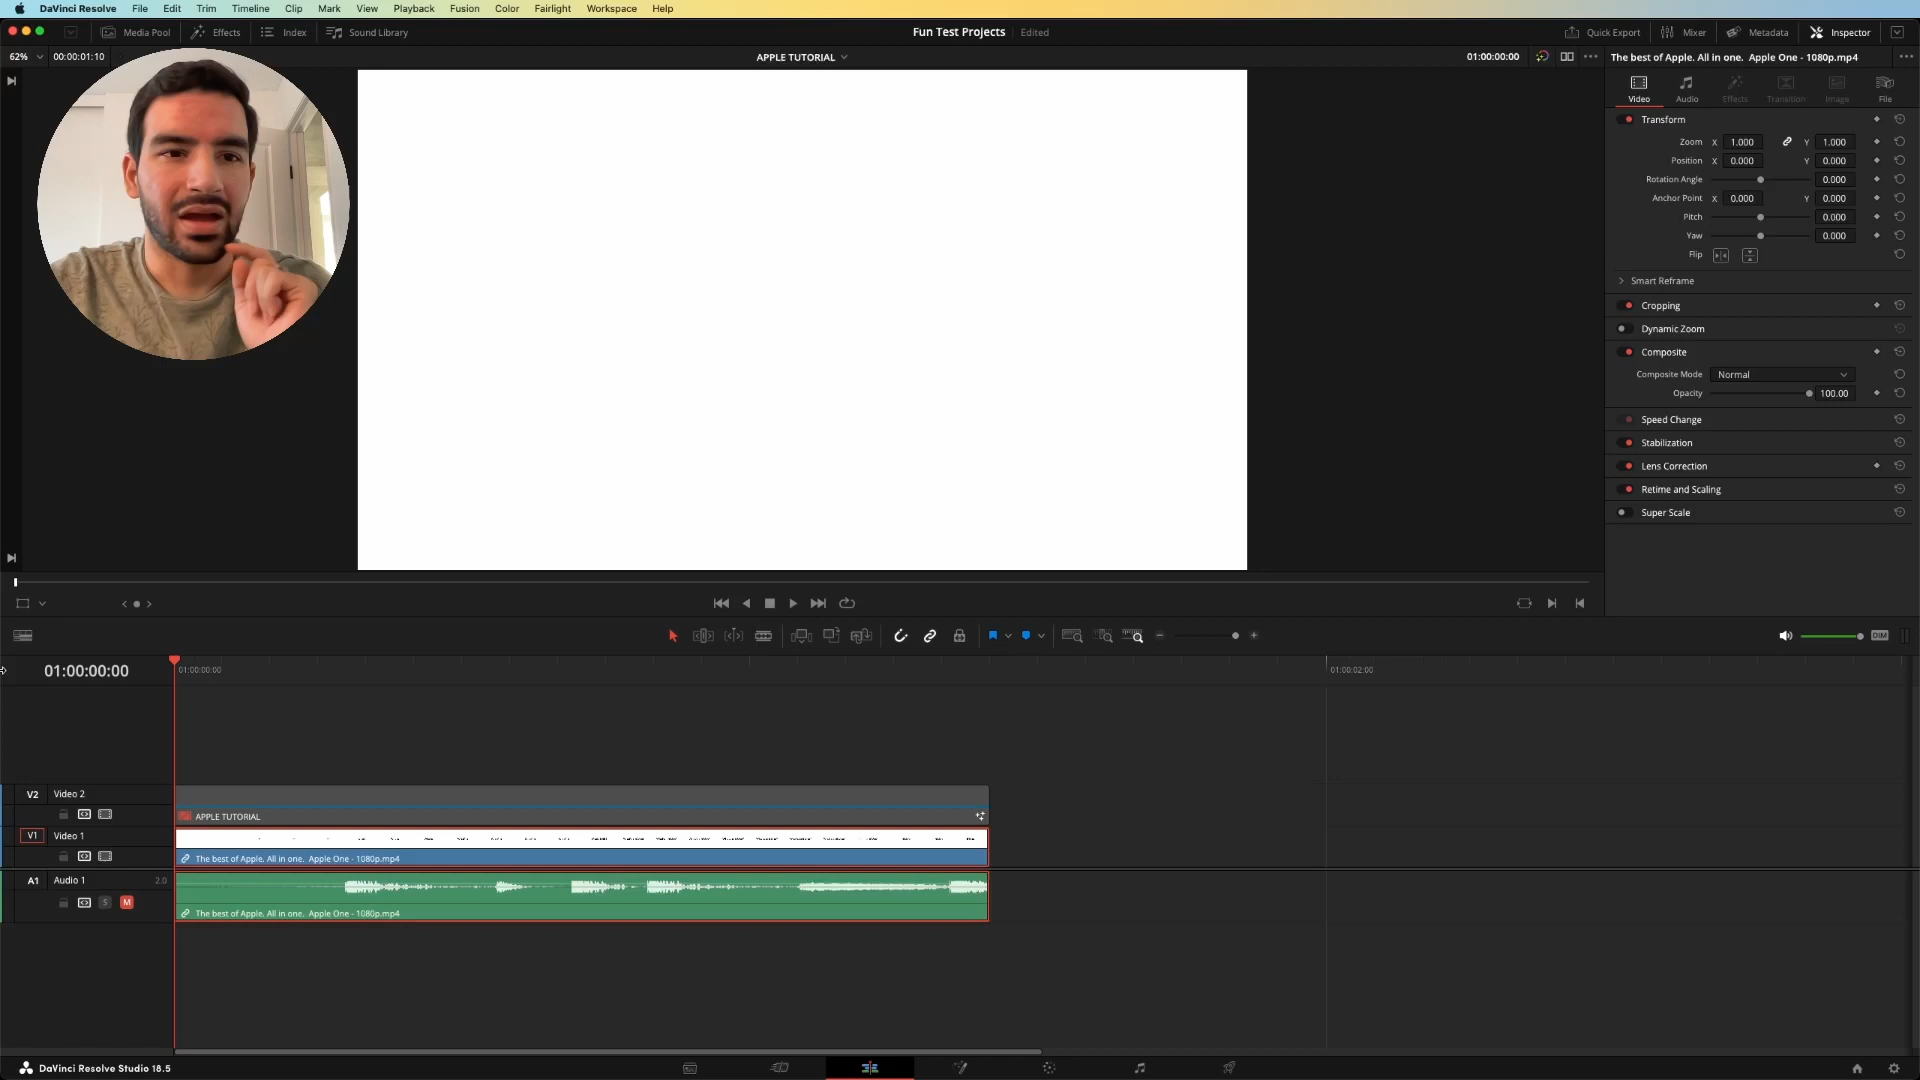 DaVinci Resolve File Edit Trim Timeline Clip Mark View Playback Fusion Color Fairlight Workspace Help
Media Pool Effects Index Sound Library Fun Test Projects Edited Quick Export Mixer Metadata Inspector
62% 00:00:01:10 APPLE TUTORIAL 01:00:00:00 The best of Apple. All in one. Apple One - 1080p.mp4
Video Audio Effects Transition Image File
Transform
Zoom X 1.000 Y 1.000
Position X 0.000 Y 0.000
Rotation Angle 0.000
Anchor Point X 0.000 Y 0.000
Pitch 0.000
Yaw 0.000
Flip
Smart Reframe
Cropping
Dynamic Zoom
Composite
Composite Mode Normal
Opacity 100.00
Speed Change
Stabilization
Lens Correction
Retime and Scaling
Super Scale
DIM
01:00:00:00 01:00:00:00 01:00:02:00
V2 Video 2
APPLE TUTORIAL
V1 Video 1
The best of Apple. All in one. Apple One - 1080p.mp4
A1 Audio 1 2.0
S M
The best of Apple. All in one. Apple One - 1080p.mp4
DaVinci Resolve Studio 18.5